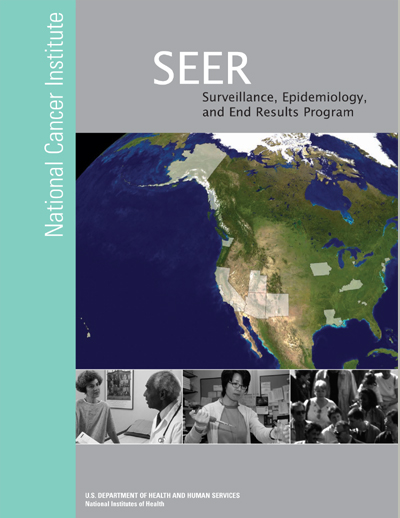 National Cancer Institute
SEER
Surveillance, Epidemiology,
and End Results Program
U.S. DEPARTMENT OF HEALTH AND HUMAN SERVICES
National Institutes of Health